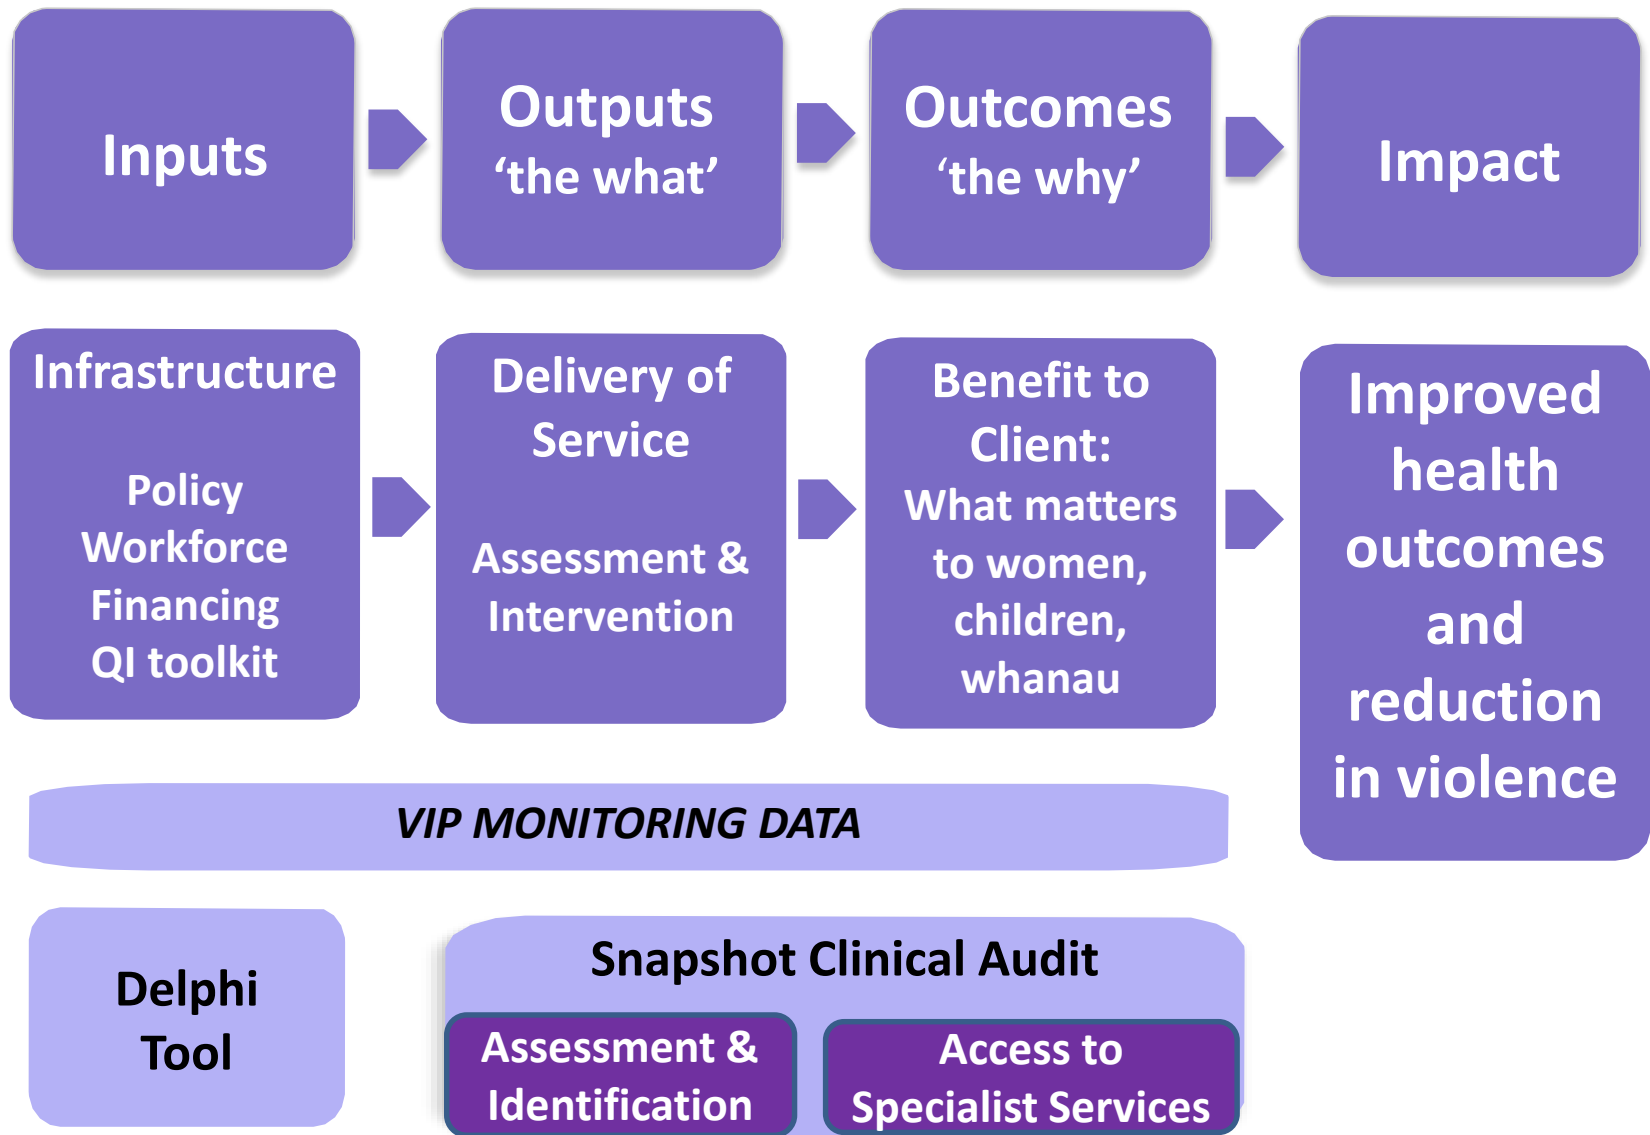 Inputs
Outputs
‘the what’
Outcomes
‘the why’
Impact
Infrastructure
Policy
Workforce
Financing
QI toolkit
Delivery of
Service
Assessment &
Intervention
Benefit to
Client:
What matters
to women,
children,
whanau
Improved
health
outcomes
and
reduction
in violence
VIP MONITORING DATA
Delphi
Tool
Snapshot Clinical Audit
Assessment &
Identification
Access to
Specialist Services